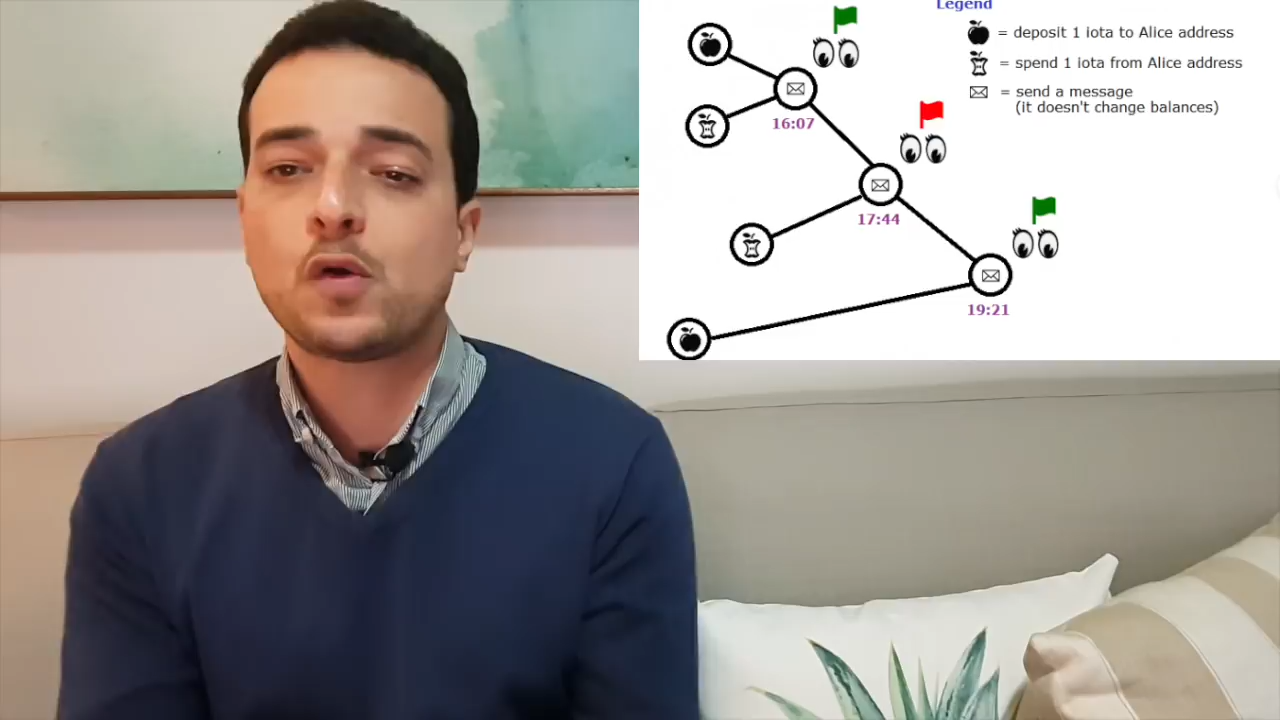 Legend
= deposit 1 iota to Alice address
= spend 1 iota from Alice address
= send a message
(it doesn't change balances)
16:07
17:44
19:21